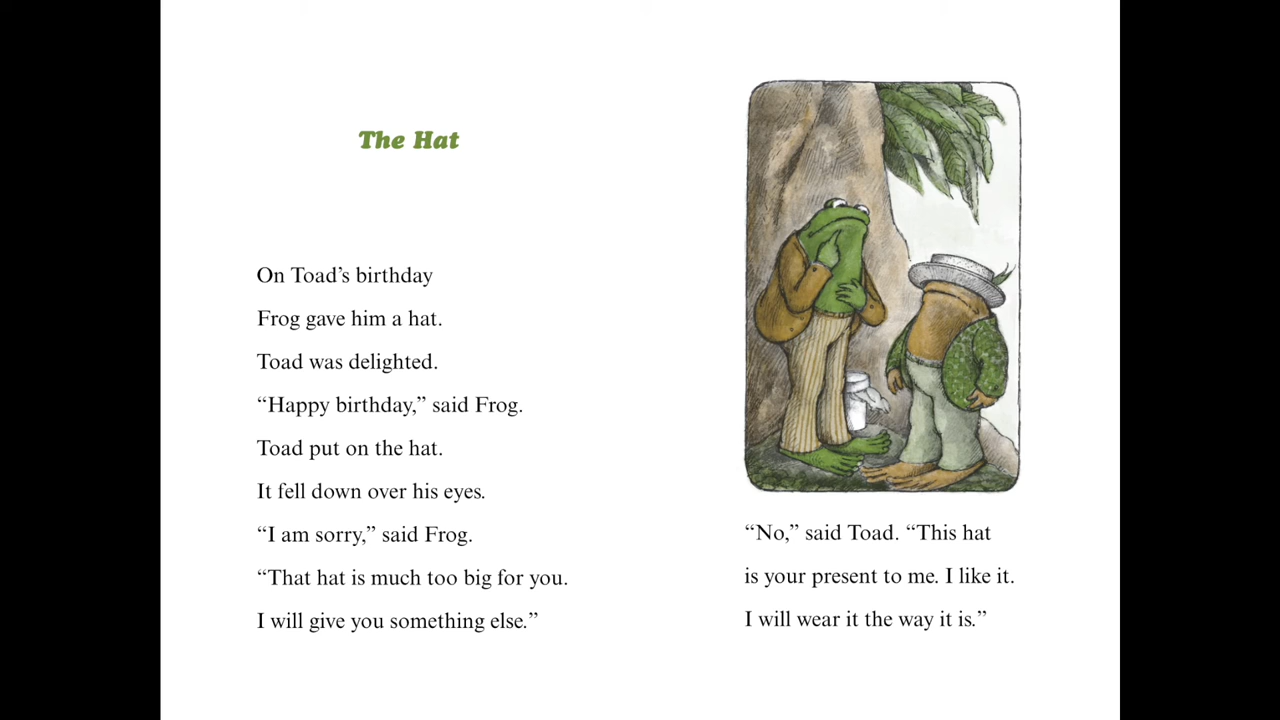 The Hat
On Toad’s birthday
Frog gave him a hat.
Toad was delighted.
“Happy birthday,” said Frog.
Toad put on the hat.
It fell down over his eyes.
“I am sorry,” said Frog.
“That hat is much too big for you.
I will give you something else.”
“No,” said Toad. “This hat
is your present to me. I like it.
I will wear it the way it is.”